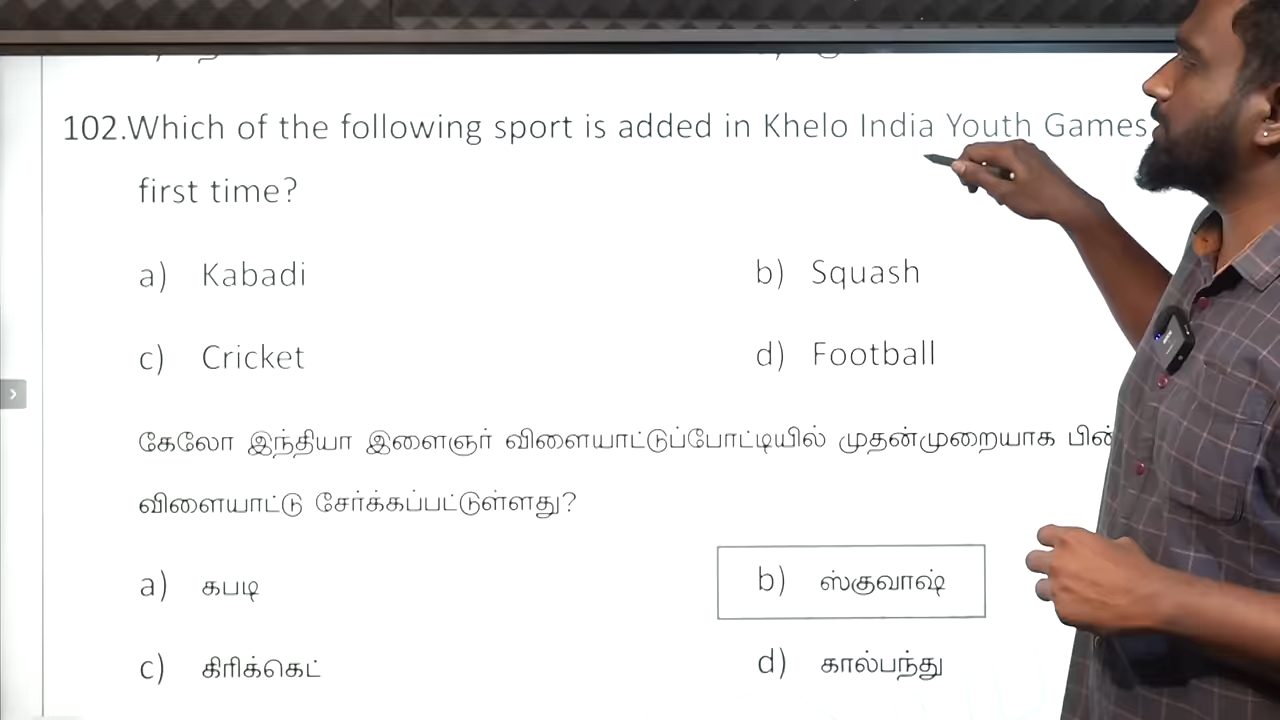 102.Which of the following sport is added in Khelo India Youth Games
first time?
a) Kabadi
b) Squash
c) Cricket
d) Football
கேலோ இந்தியா இளைஞர் விளையாட்டுப்போட்டியில் முதன்முறையாக
விளையாட்டு சேர்க்கப்பட்டுள்ளது?
a) கபடி
b) ஸ்குவாஷ்
c) கிரிக்கெட்
d) கால்பந்து